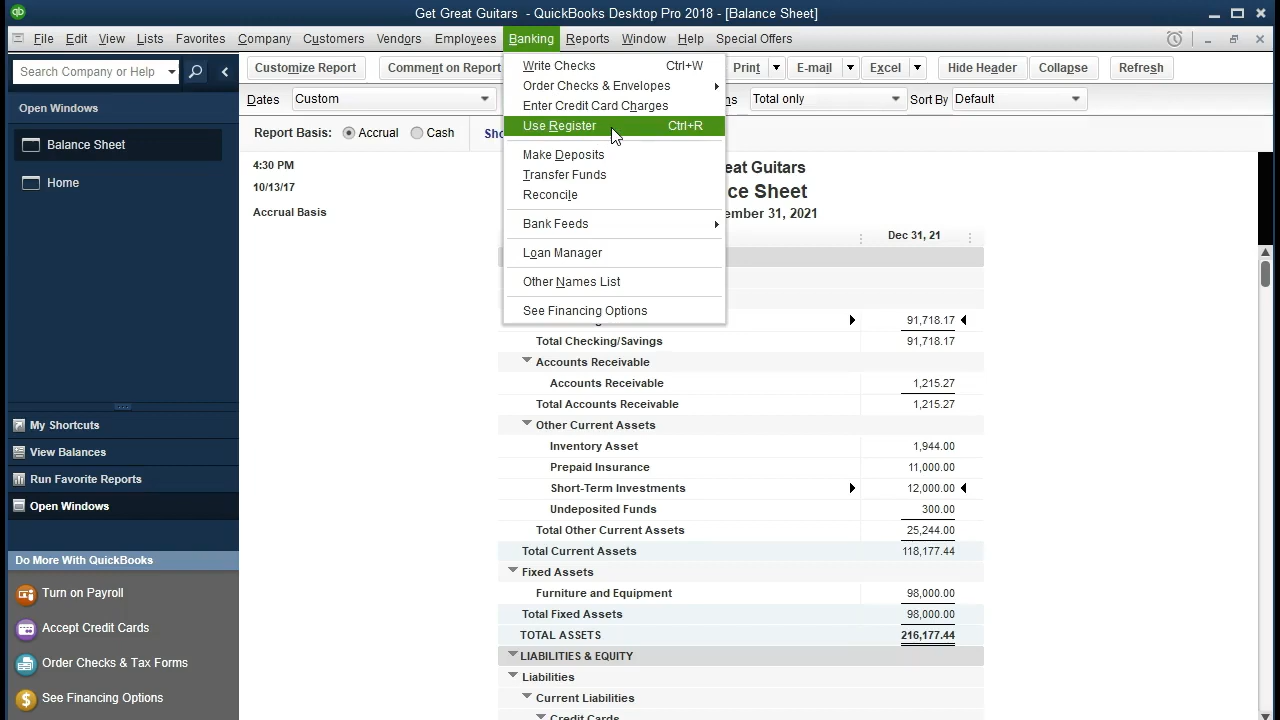 Get Great Guitars - QuickBooks Desktop Pro 2018 - [Balance Sheet]
File Edit View Lists Favorites Company Customers Vendors Employees Banking Reports Window Help Special Offers
Search Company or Help
Customize Report Comment on Report Print E-mail Excel Hide Header Collapse Refresh
Open Windows
Balance Sheet
Home
My Shortcuts
View Balances
Run Favorite Reports
Open Windows
Do More With QuickBooks
Turn on Payroll
Accept Credit Cards
Order Checks & Tax Forms
See Financing Options
Dates Custom
Total only Sort By Default
Report Basis: Accrual Cash
Write Checks Ctrl+W
Order Checks & Envelopes
Enter Credit Card Charges
Use Register Ctrl+R
Make Deposits
Transfer Funds
Reconcile
Bank Feeds
Loan Manager
Other Names List
See Financing Options
4:30 PM
10/13/17
Accrual Basis
Guitars
Sheet
31, 2021
Dec 31, 21
91,718.17
Total Checking/Savings 91,718.17
Accounts Receivable
Accounts Receivable 1,215.27
Total Accounts Receivable 1,215.27
Other Current Assets
Inventory Asset 1,944.00
Prepaid Insurance 11,000.00
Short-Term Investments 12,000.00
Undeposited Funds 300.00
Total Other Current Assets 25,244.00
Total Current Assets 118,177.44
Fixed Assets
Furniture and Equipment 98,000.00
Total Fixed Assets 98,000.00
TOTAL ASSETS 216,177.44
LIABILITIES & EQUITY
Liabilities
Current Liabilities
Credit Cards